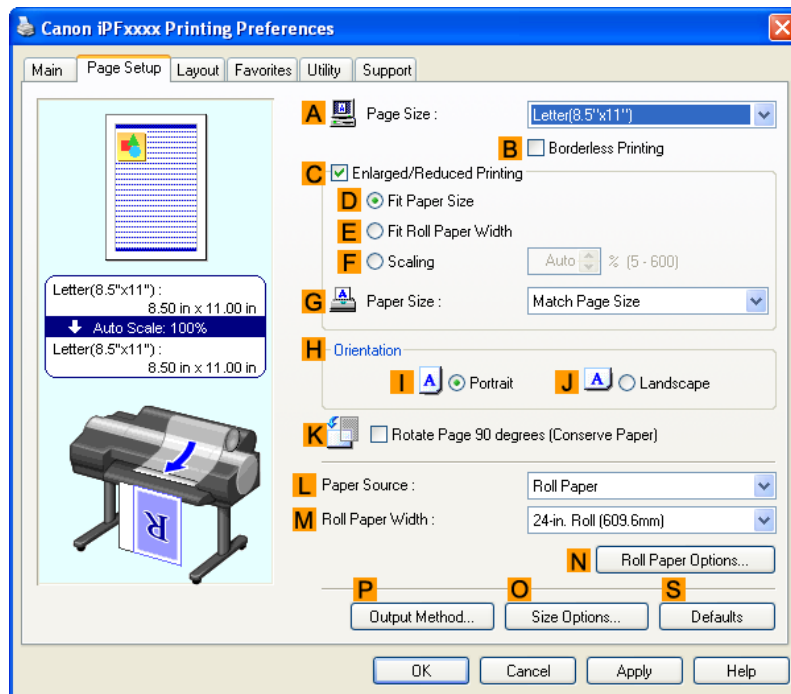 Canon iPFxxxx Printing Preferences
Main Page Setup Layout Favorites Utility Support
A Page Size : Letter(8.5"x11")
B Borderless Printing
C Enlarged/Reduced Printing
D Fit Paper Size
E Fit Roll Paper Width
F Scaling Auto % (5 - 600)
G Paper Size : Match Page Size
Letter(8.5"x11") :
8.50 in x 11.00 in
Auto Scale: 100%
Letter(8.5"x11") :
8.50 in x 11.00 in
H Orientation
I A Portrait J A Landscape
K Rotate Page 90 degrees (Conserve Paper)
R
L Paper Source : Roll Paper
M Roll Paper Width : 24-in. Roll (609.6mm)
N Roll Paper Options...
P O S
Output Method... Size Options... Defaults
OK Cancel Apply Help